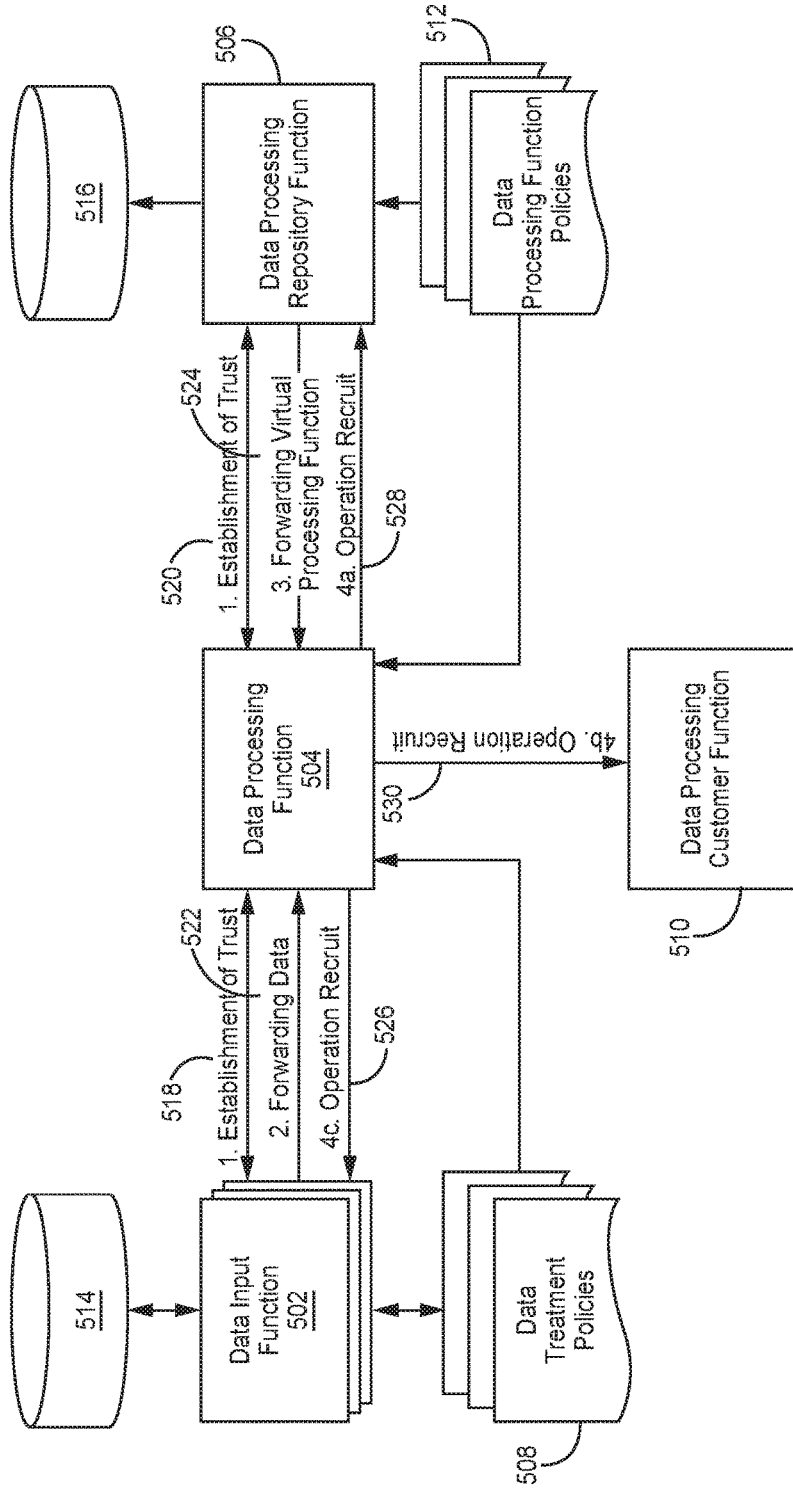 514
516
Data Input
Function
502
518
1. Establishment of Trust
522
2. Forwarding Data
4c. Operation Recruit
526
Data Processing
Function
504
520
1. Establishment of Trust
524
3. Forwarding Virtual
Processing Function
4a. Operation Recruit
528
Data Processing
Repository Function
506
Data
Treatment
Policies
508
4b. Operation Recruit
530
Data Processing
Customer Function
510
Data
Processing Function
Policies
512